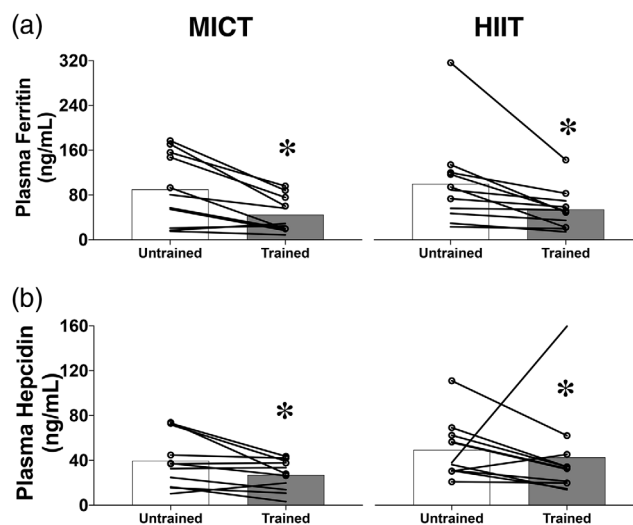 (a)
MICT
HIIT
Plasma Ferritin
(ng/mL)
320
240
160
80
0
*
Untrained
Trained
*
Untrained
Trained
(b)
Plasma Hepcidin
(ng/mL)
160
120
80
40
0
*
Untrained
Trained
*
Untrained
Trained